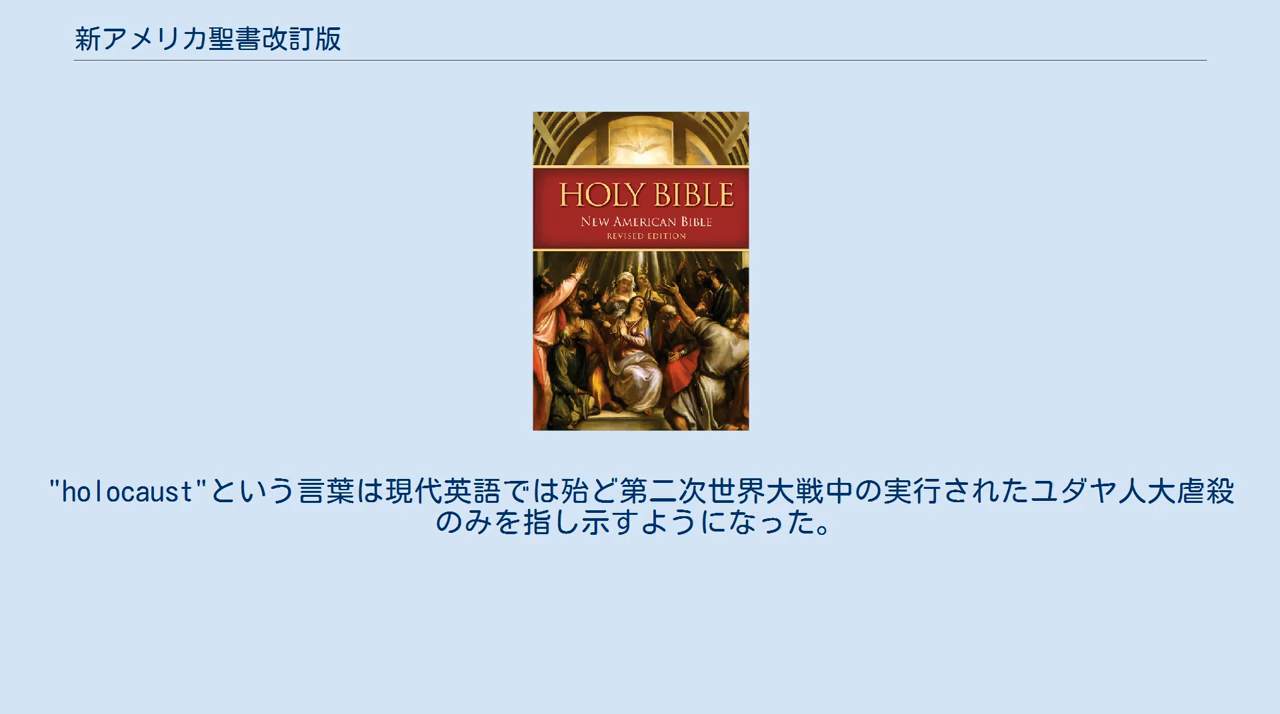 新アメリカ聖書改訂版
HOLY BIBLE
NEW AMERICAN BIBLE
REVISED EDITION
"holocaust"という言葉は現代英語では殆ど第二次世界大戦中の実行されたユダヤ人大虐殺
のみを指し示すようになった。